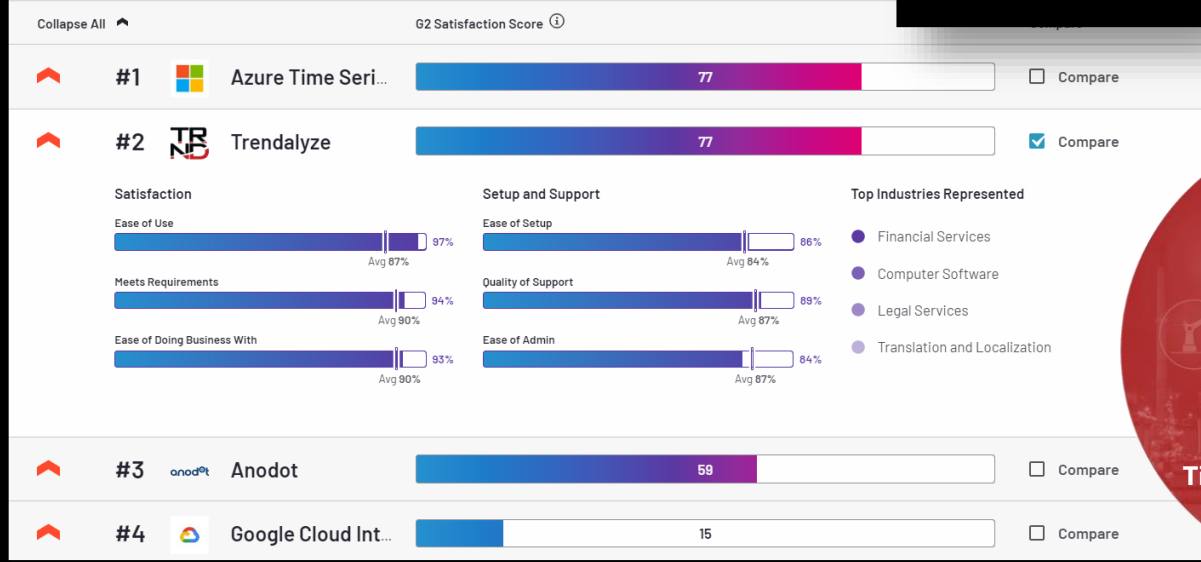 Collapse All
G2 Satisfaction Score
#1
Azure Time Seri...
77
Compare
#2
TRND
Trendalyze
77
Compare
Satisfaction
Setup and Support
Top Industries Represented
Ease of Use
97%
Avg 87%
Meets Requirements
94%
Avg 90%
Ease of Doing Business With
93%
Avg 90%
Ease of Setup
86%
Avg 84%
Quality of Support
89%
Avg 87%
Ease of Admin
84%
Avg 87%
Financial Services
Computer Software
Legal Services
Translation and Localization
#3
anodot
Anodot
59
Compare
#4
Google Cloud Int...
15
Compare